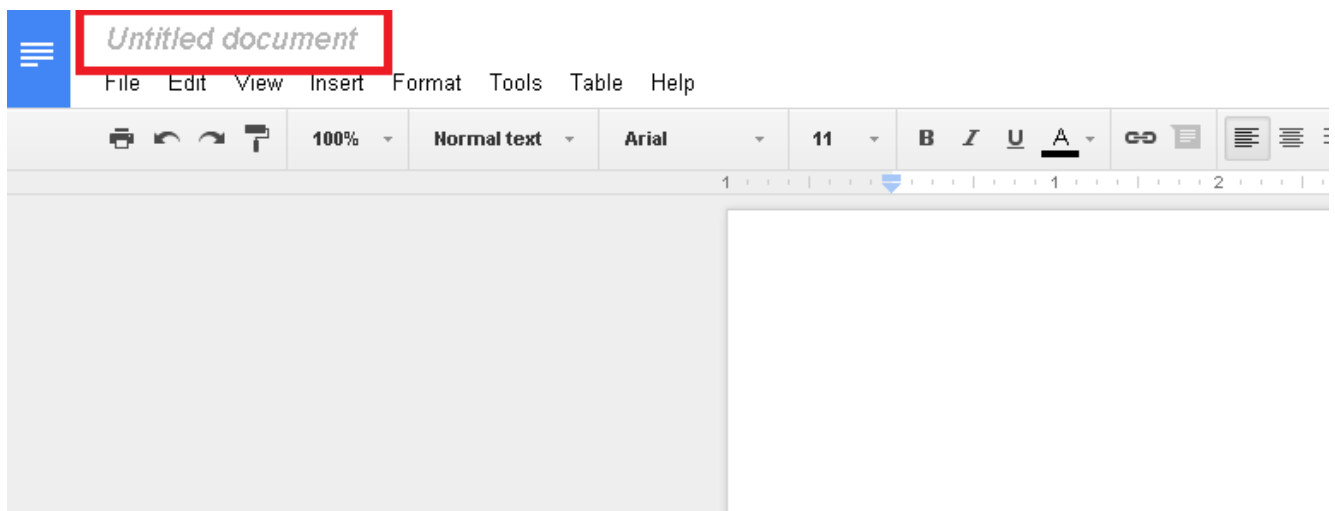 Untitled document
File Edit View Insert Format Tools Table Help
100% Normal text Arial 11 B I U A
1 1 2